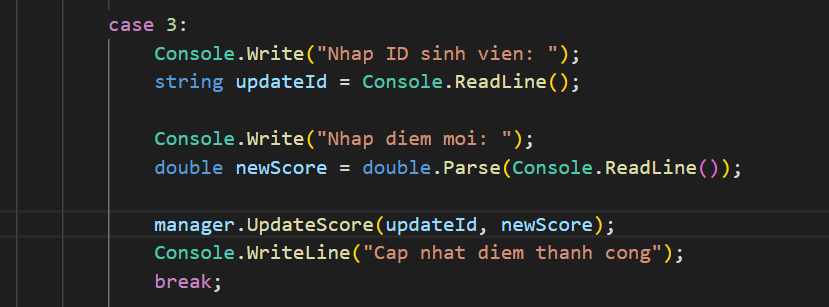 case 3:
Console.Write("Nhap ID sinh vien: ");
string updateId = Console.ReadLine();
Console.Write("Nhap diem moi: ");
double newScore = double.Parse(Console.ReadLine());
manager.UpdateScore(updateId, newScore);
Console.WriteLine("Cap nhat diem thanh cong");
break;